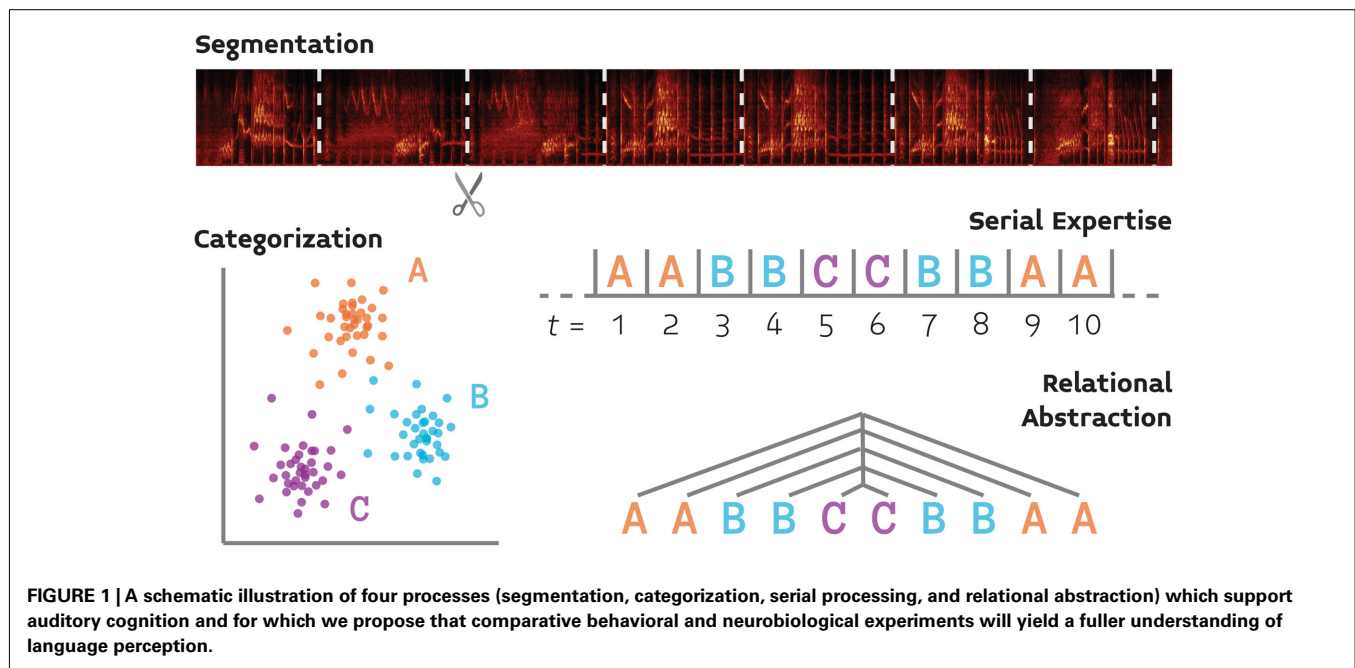 Segmentation
Categorization
A
B
C
Serial Expertise
A A B B C C B B A A
t = 1 2 3 4 5 6 7 8 9 10
Relational
Abstraction
A A B B C C B B A A
FIGURE 1 | A schematic illustration of four processes (segmentation, categorization, serial processing, and relational abstraction) which support
auditory cognition and for which we propose that comparative behavioral and neurobiological experiments will yield a fuller understanding of
language perception.